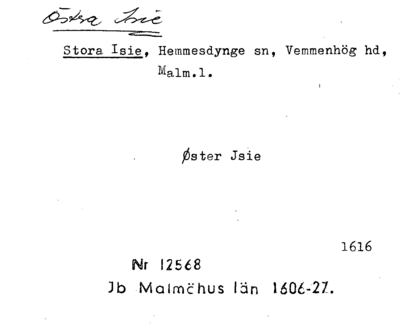 Östra Isie
Stora Isie, Hemmesdynge sn, Vemmenhög hd,
Malm.l.
Øster Jsie
1616
Nr 12568
Jb Malmöhus län 1606-27.